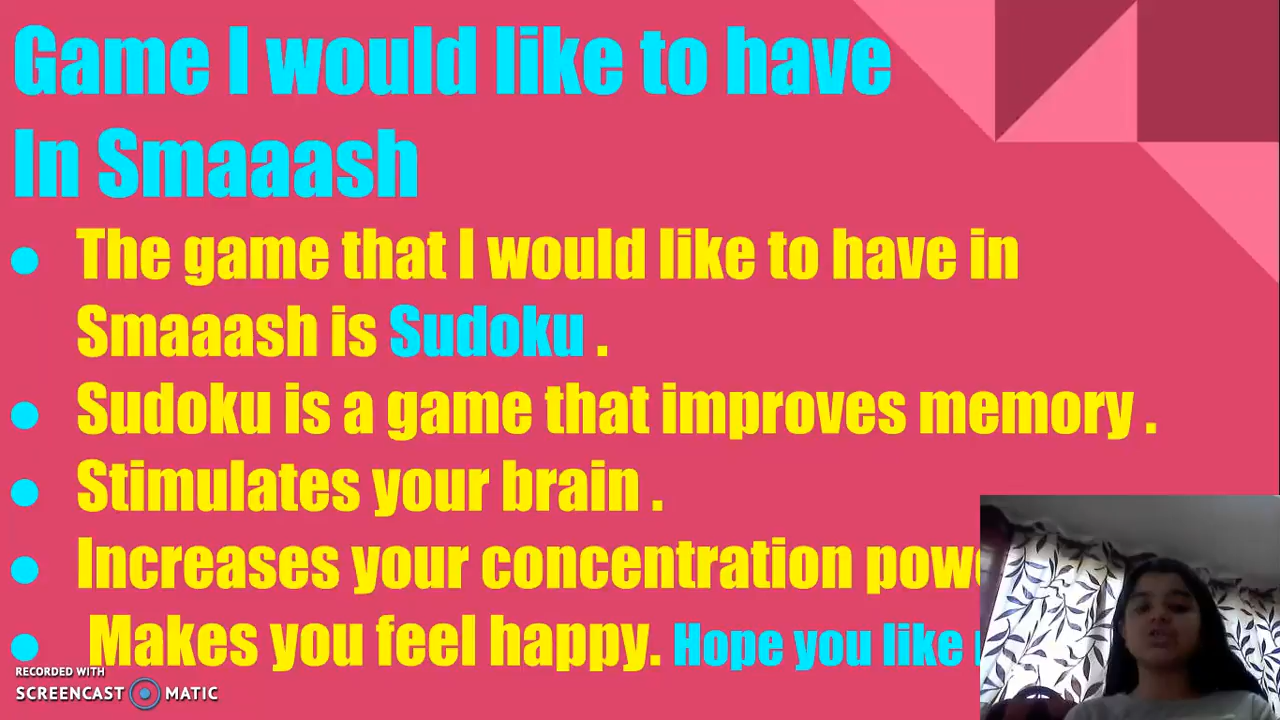 Game I would like to have
In Smaaash
● The game that I would like to have in
Smaaash is Sudoku .
● Sudoku is a game that improves memory .
● Stimulates your brain .
● Increases your concentration
● Makes you feel happy. Hope you like
RECORDED WITH
SCREENCAST MATIC